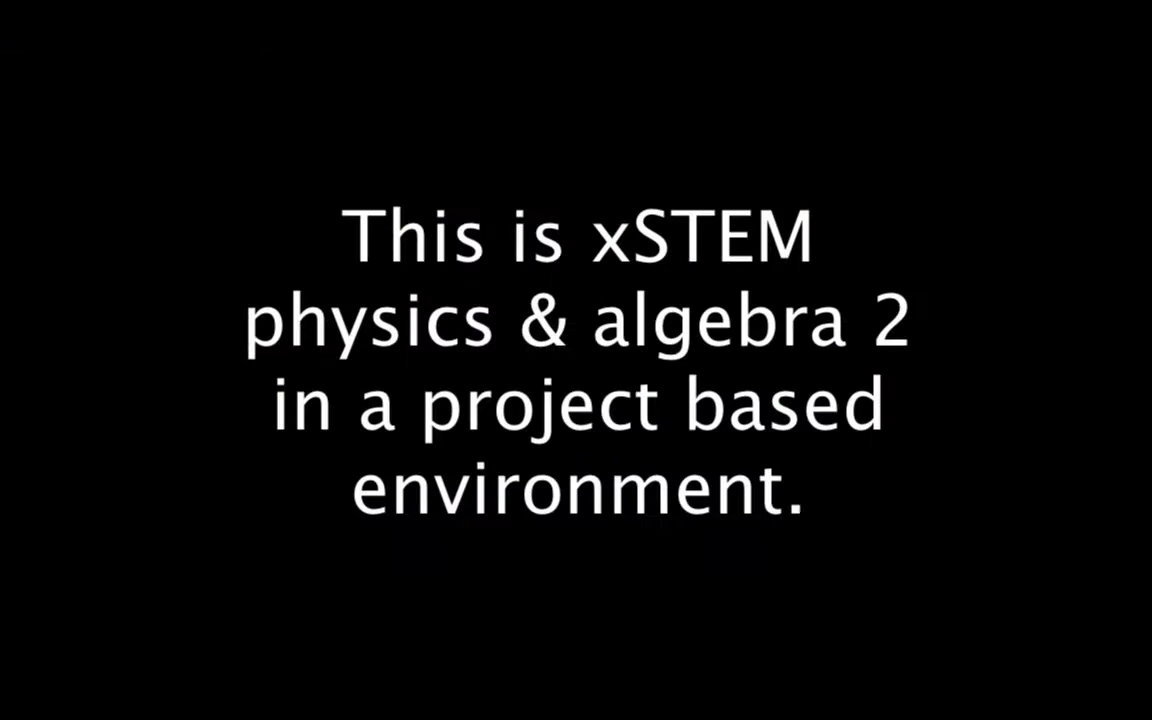 This is xSTEM
physics & algebra 2
in a project based
environment.